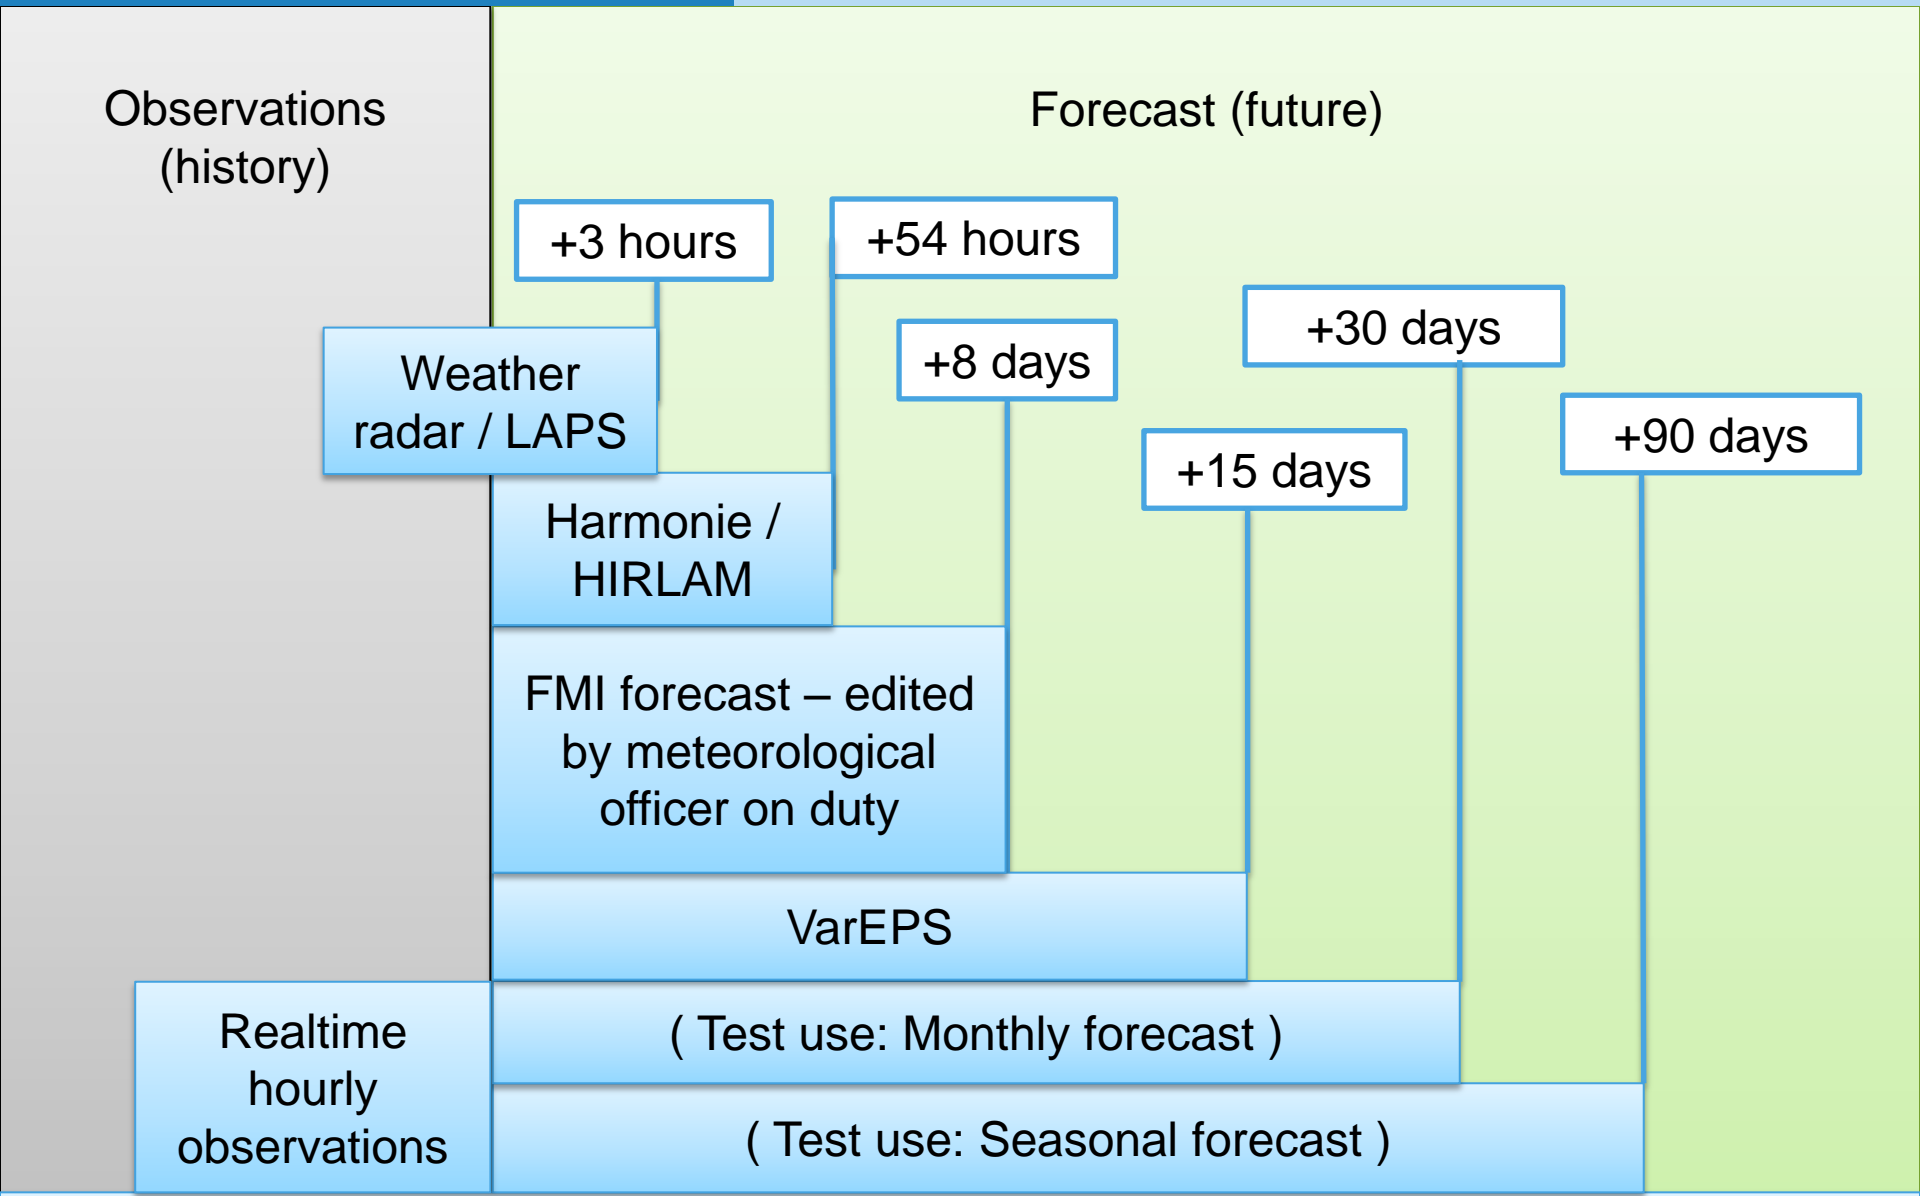 Observations
(history)
Forecast (future)
+3 hours
+54 hours
+30 days
Weather
radar / LAPS
+8 days
+90 days
+15 days
Harmonie /
HIRLAM
FMI forecast – edited
by meteorological
officer on duty
VarEPS
Realtime
hourly
observations
( Test use: Monthly forecast )
( Test use: Seasonal forecast )